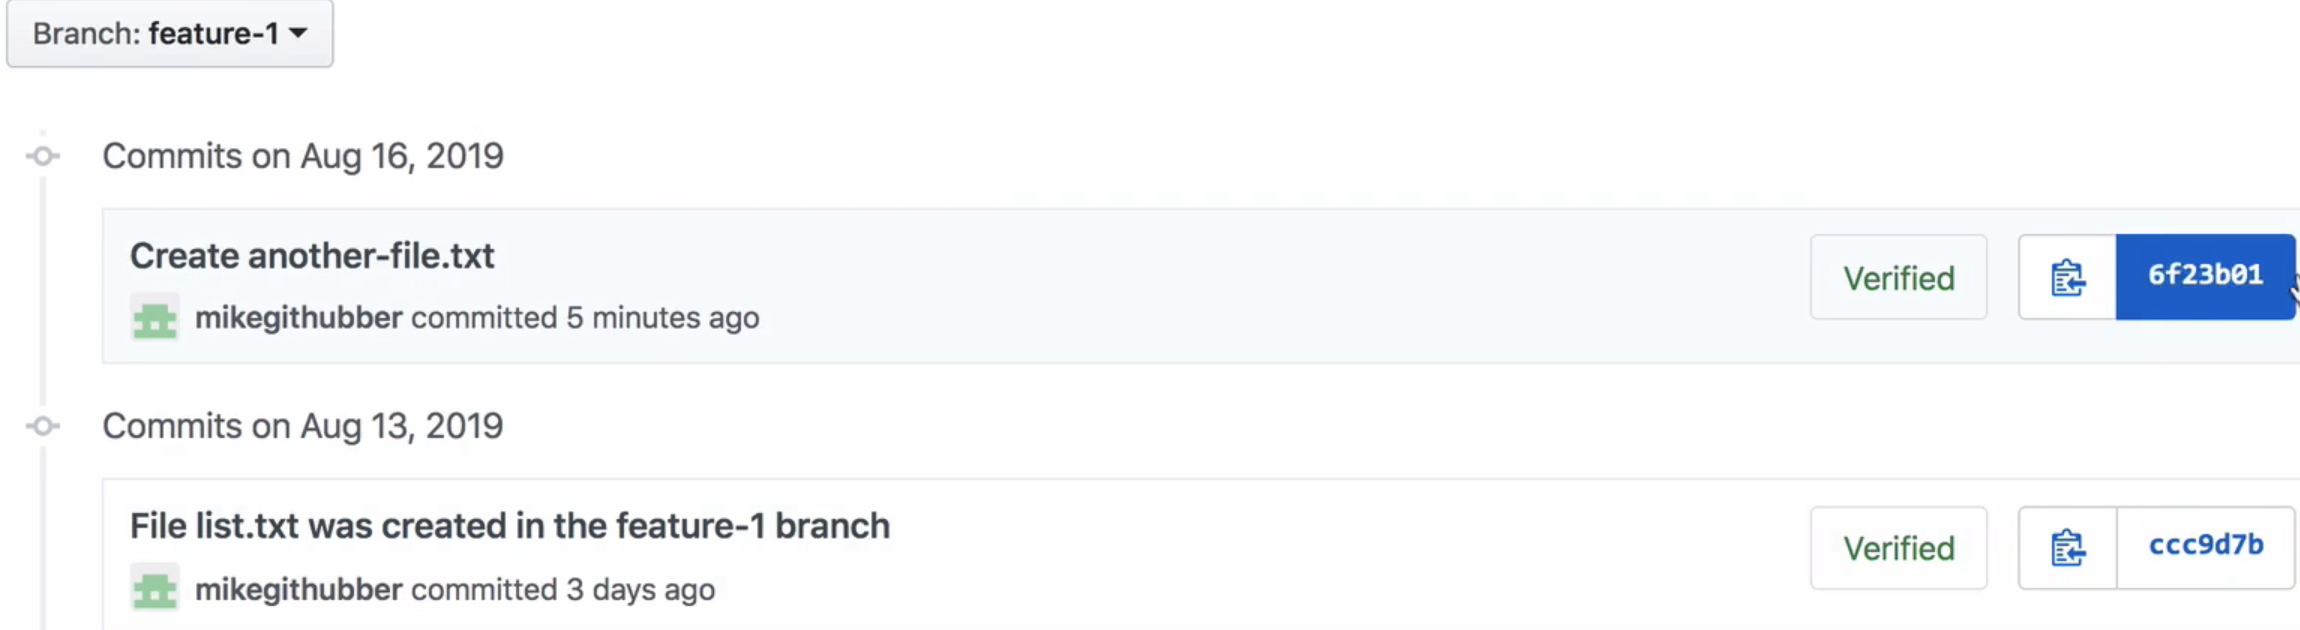 Branch: feature-1
Commits on Aug 16, 2019
Create another-file.txt
mikegithubber committed 5 minutes ago
Verified
6f23b01
Commits on Aug 13, 2019
File list.txt was created in the feature-1 branch
mikegithubber committed 3 days ago
Verified
ccc9d7b